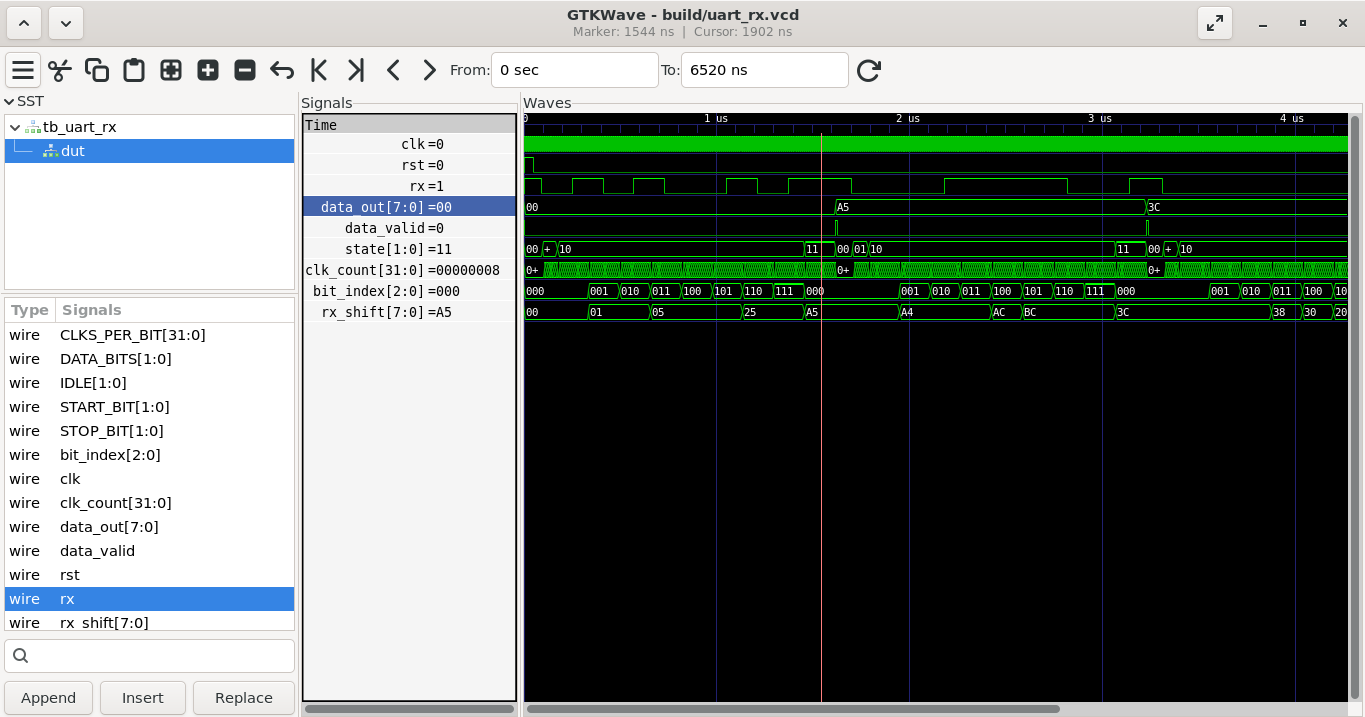 GTKWave - build/uart_rx.vcd
Marker: 1544 ns | Cursor: 1902 ns
From: 0 sec To: 6520 ns
SST
tb_uart_rx
dut
Type Signals
wire CLKS_PER_BIT[31:0]
wire DATA_BITS[1:0]
wire IDLE[1:0]
wire START_BIT[1:0]
wire STOP_BIT[1:0]
wire bit_index[2:0]
wire clk
wire clk_count[31:0]
wire data_out[7:0]
wire data_valid
wire rst
wire rx
wire rx_shift[7:0]
Append Insert Replace
Signals
Time
clk =0
rst =0
rx =1
data_out[7:0] =00
data_valid =0
state[1:0] =11
clk_count[31:0] =00000008
bit_index[2:0] =000
rx_shift[7:0] =A5
Waves
0 1 us 2 us 3 us 4 us
00 A5 3C
00 + 10 11 00 01 10 11 00 + 10
0+ 0+ 0+
000 001 010 011 100 101 110 111 000 001 010 011 100 101 110 111 000 001 010 011 100 10
00 01 05 25 A5 A4 AC BC 3C 38 30 20